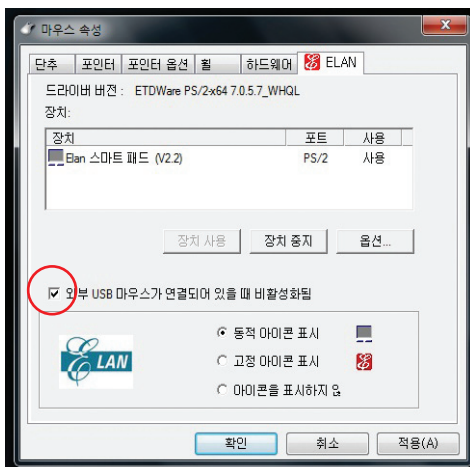 마우스 속성
단추 포인터 포인터 옵션 휠 하드웨어 ELAN
드라이버 버전 : ETDWare PS/2-x64 7.0.5.7_WHQL
장치:
장치 포트 사용
Elan 스마트 패드 (V2.2) PS/2 사용
장치 사용 장치 중지 옵션...
외부 USB 마우스가 연결되어 있을 때 비활성화됨
동적 아이콘 표시
ELAN 고정 아이콘 표시
아이콘을 표시하지 않
확인 취소 적용(A)